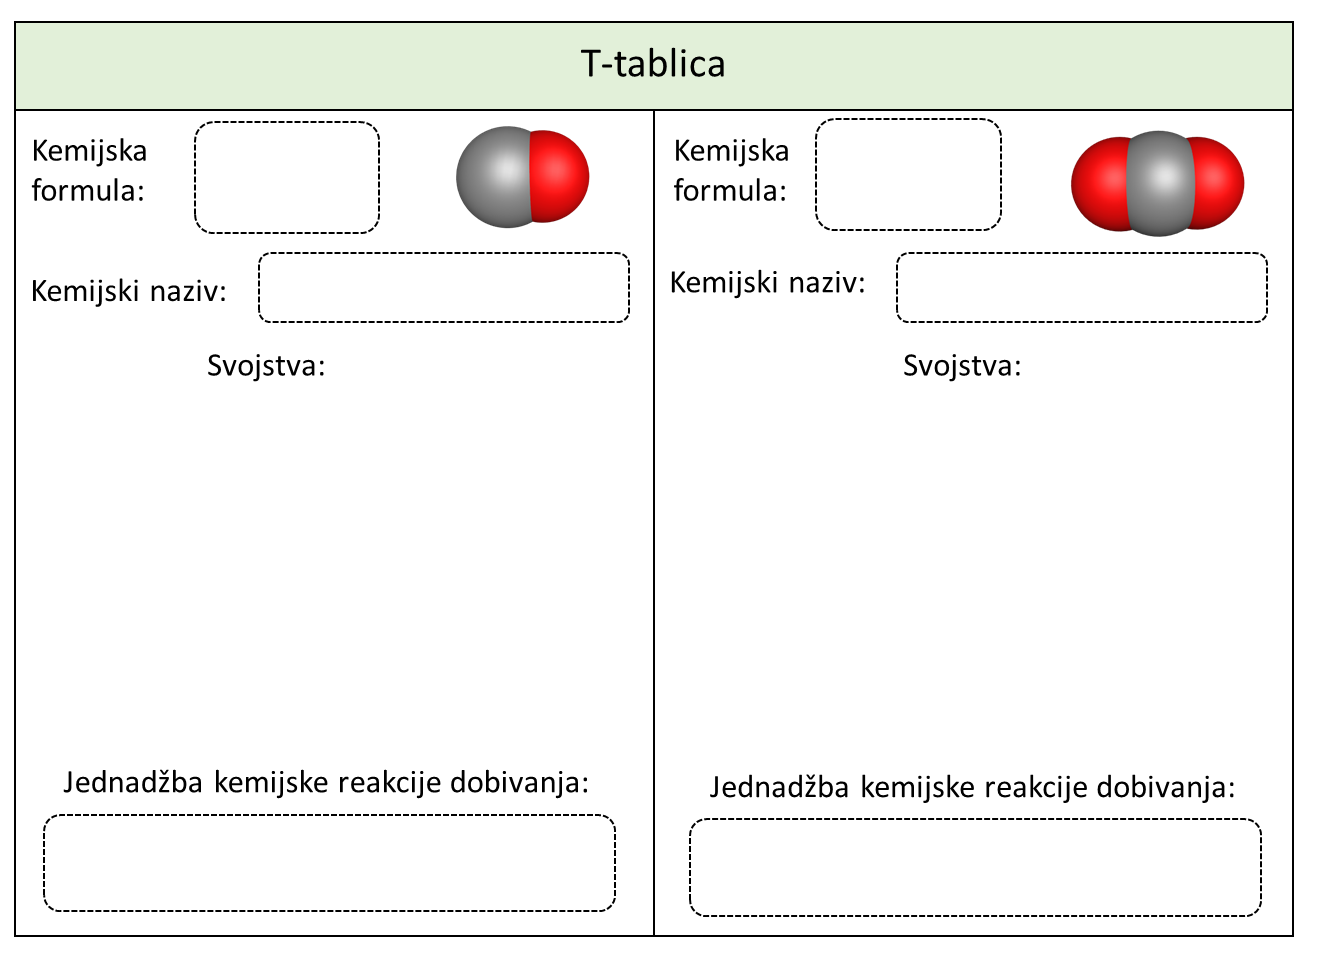 T-tablica
Kemijska
formula:
Kemijski naziv:
Svojstva:
Jednadžba kemijske reakcije dobivanja:
Kemijska
formula:
Kemijski naziv:
Svojstva:
Jednadžba kemijske reakcije dobivanja: